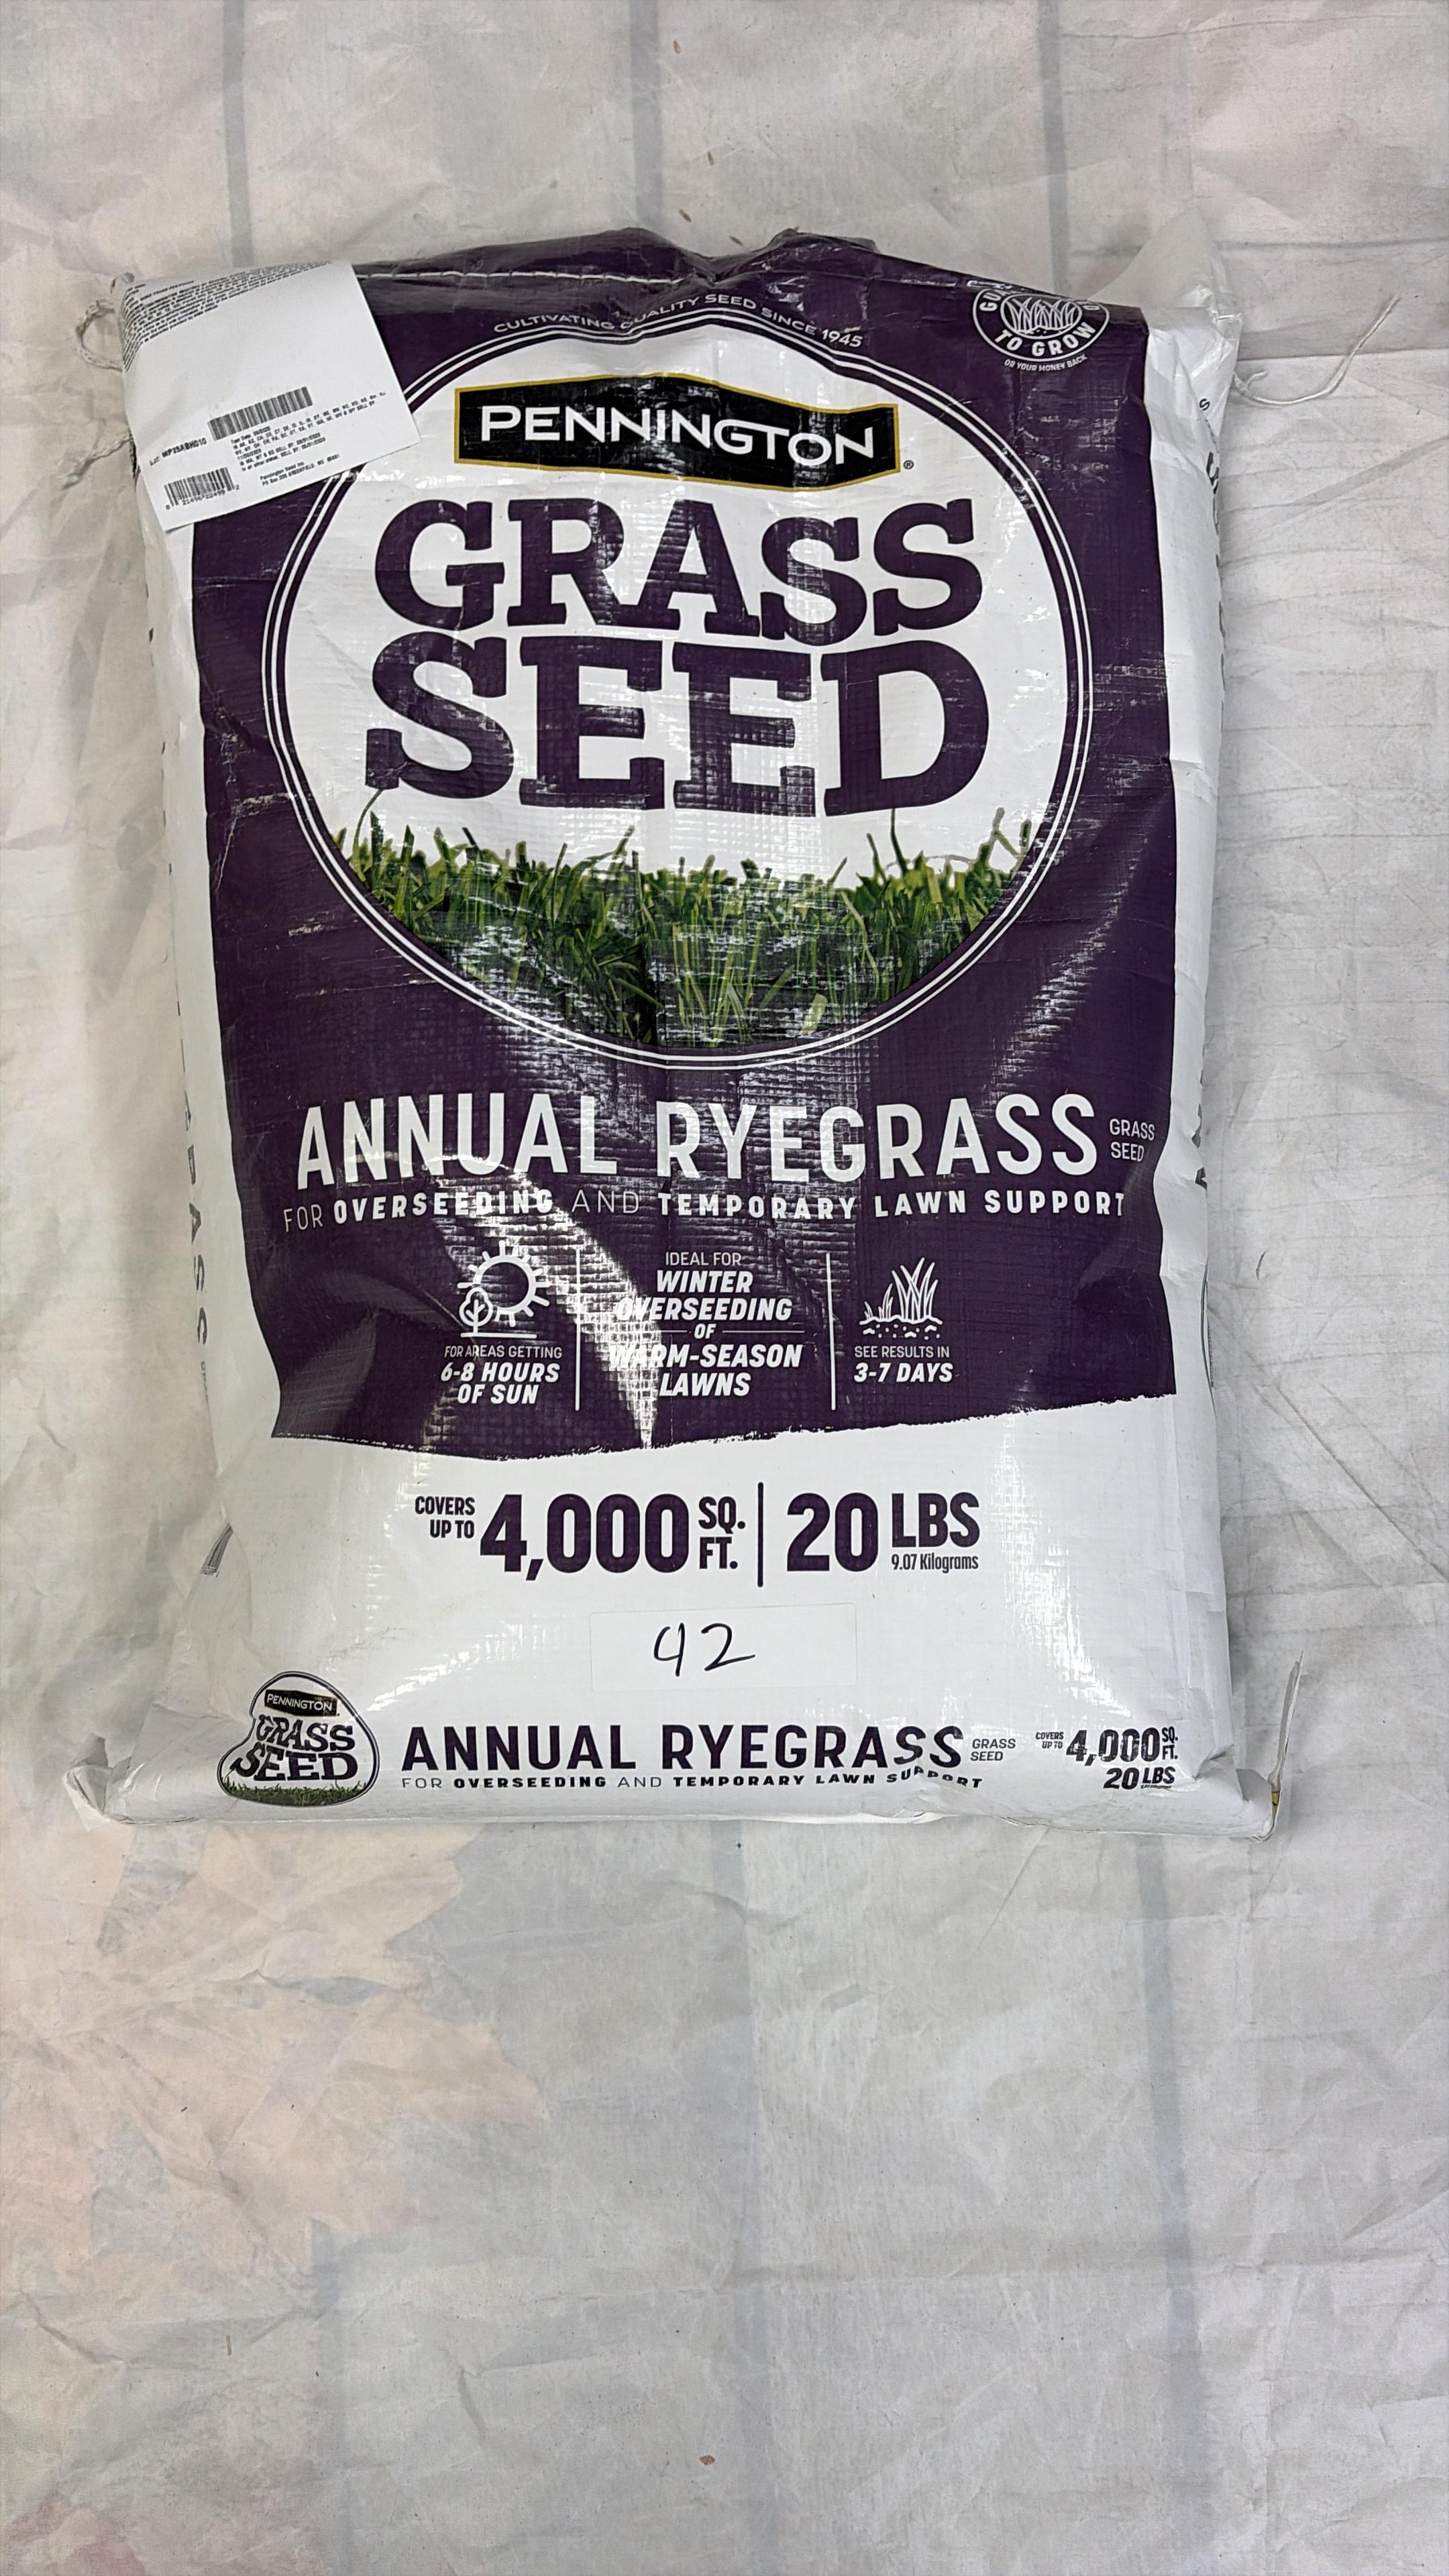 CULTIVATING QUALITY SEED SINCE 1945
TO GROW
OR YOUR MONEY BACK
PENNINGTON®
GRASS
SEED
Pennington Seed Inc.
ANNUAL RYEGRASS GRASS SEED
FOR OVERSEEDING AND TEMPORARY LAWN SUPPORT
FOR AREAS GETTING
6-8 HOURS
OF SUN
IDEAL FOR
WINTER
OVERSEEDING
OF
WARM-SEASON
LAWNS
SEE RESULTS IN
3-7 DAYS
COVERS UP TO 4,000 SQ. FT. | 20 LBS
9.07 Kilograms
42
PENNINGTON
GRASS
SEED
ANNUAL RYEGRASS GRASS SEED
FOR OVERSEEDING AND TEMPORARY LAWN SUPPORT
COVERS UP TO 4,000 SQ. FT.
20 LBS